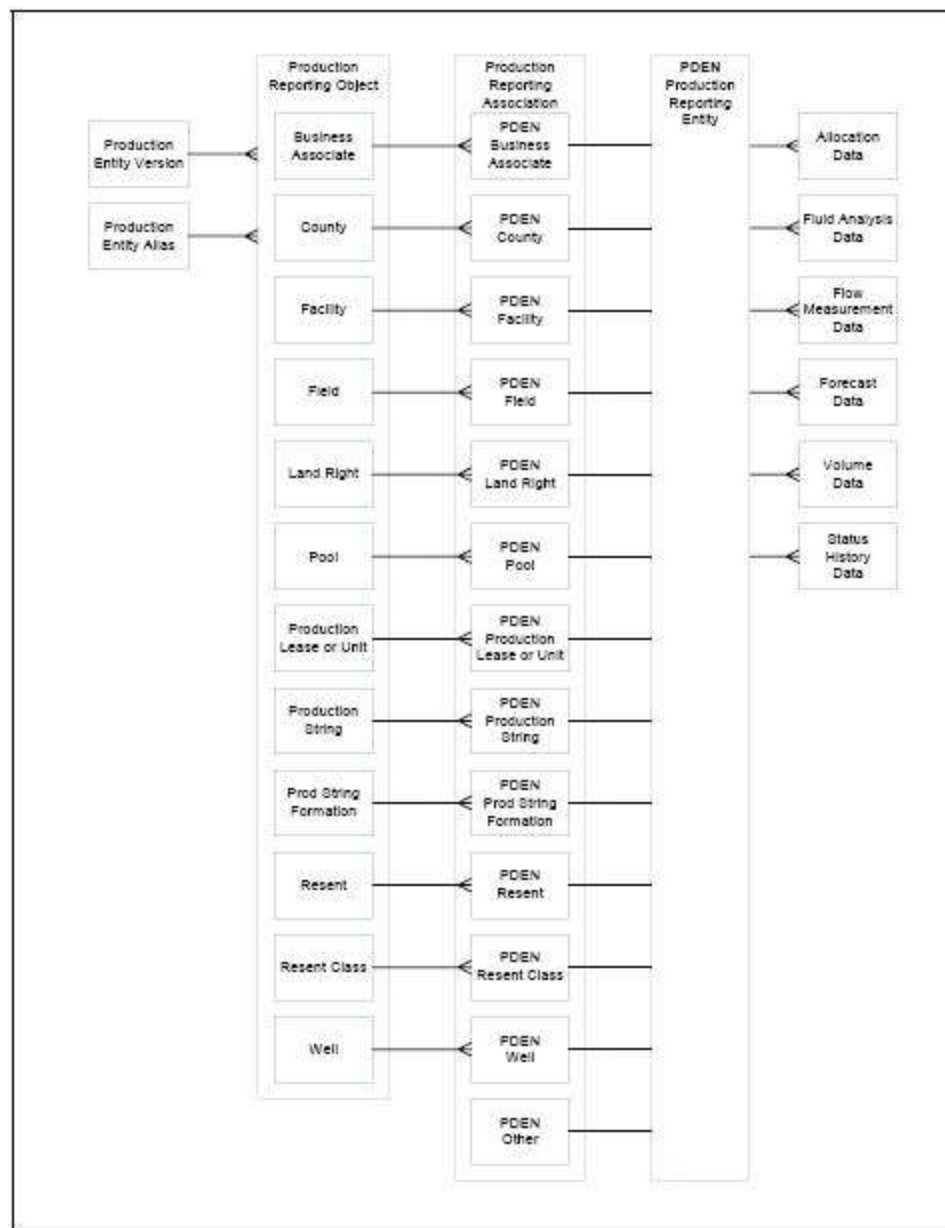 Production
Reporting Object
Production
Reporting
Association
PDEN
Production
Reporting
Entity
Production
Entity Version
Production
Entity Alias
Business
Associate
County
Facility
Field
Land Right
Pool
Production
Lease or Unit
Production
String
Prod String
Formation
Resent
Resent Class
Well
PDEN
Business
Associate
PDEN
County
PDEN
Facility
PDEN
Field
PDEN
Land Right
PDEN
Pool
PDEN
Production
Lease or Unit
PDEN
Production
String
PDEN
Prod String
Formation
PDEN
Resent
PDEN
Resent Class
PDEN
Well
PDEN
Other
Allocation
Data
Fluid Analysis
Data
Flow
Measurement
Data
Forecast
Data
Volume
Data
Status
History
Data